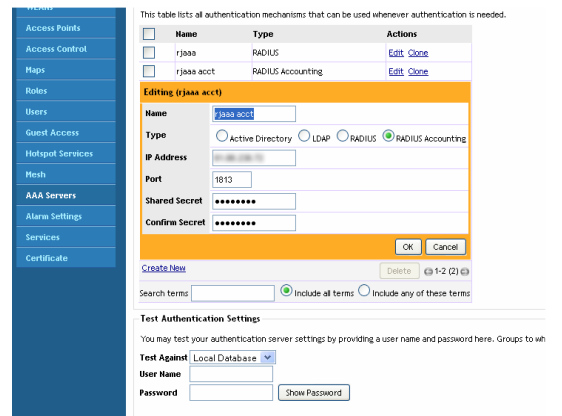 This table lists all authentication mechanisms that can be used whenever authentication is needed.
Access Points
Access Control
Maps
Roles
Users
Guest Access
Hotspot Services
Mesh
AAA Servers
Alarm Settings
Services
Certificate
Name Type Actions
rjaaa RADIUS Edit Clone
rjaaa acct RADIUS Accounting Edit Clone
Editing (rjaaa acct)
Name rjaaa acct
Type Active Directory LDAP RADIUS RADIUS Accounting
IP Address
Port 1813
Shared Secret ••••••••
Confirm Secret ••••••••
OK Cancel
Create New Delete 1-2 (2)
Search terms Include all terms Include any of these terms
Test Authentication Settings
You may test your authentication server settings by providing a user name and password here. Groups to wh
Test Against Local Database
User Name
Password Show Password